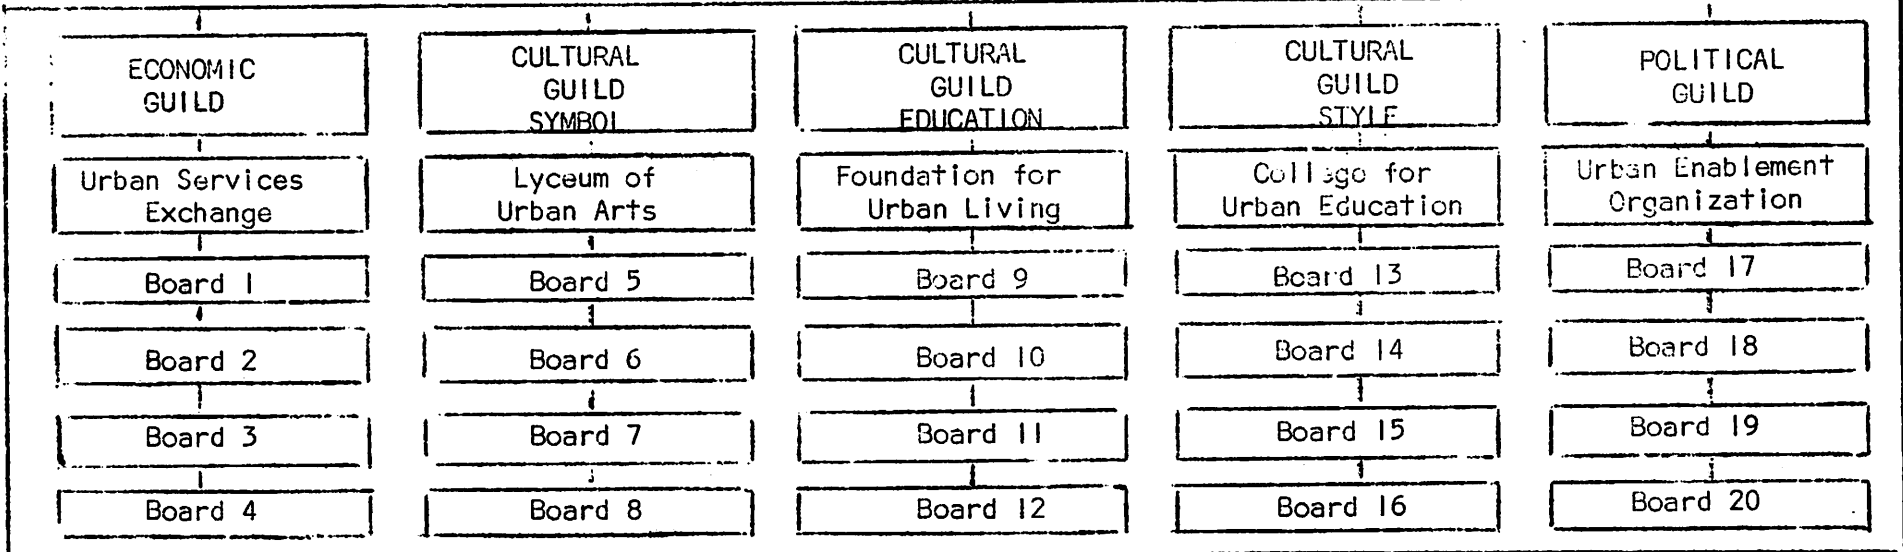 ECONOMIC
GUILD
Urban Services
Exchange
Board 1
Board 2
Board 3
Board 4
CULTURAL
GUILD
SYMBOL
Lyceum of
Urban Arts
Board 5
Board 6
Board 7
Board 8
CULTURAL
GUILD
EDUCATION
Foundation for
Urban Living
Board 9
Board 10
Board 11
Board 12
CULTURAL
GUILD
STYLE
College for
Urban Education
Board 13
Board 14
Board 15
Board 16
POLITICAL
GUILD
Urban Enablement
Organization
Board 17
Board 18
Board 19
Board 20